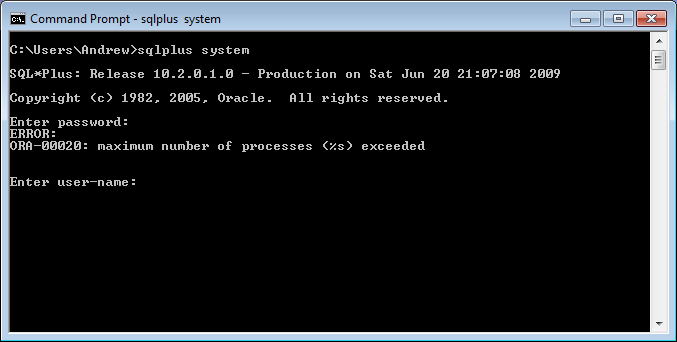 Command Prompt - sqlplus system
C:\Users\Andrew>sqlplus system
SQL*Plus: Release 10.2.0.1.0 - Production on Sat Jun 20 21:07:08 2009
Copyright (c) 1982, 2005, Oracle.  All rights reserved.
Enter password:
ERROR:
ORA-00020: maximum number of processes (%s) exceeded
Enter user-name: